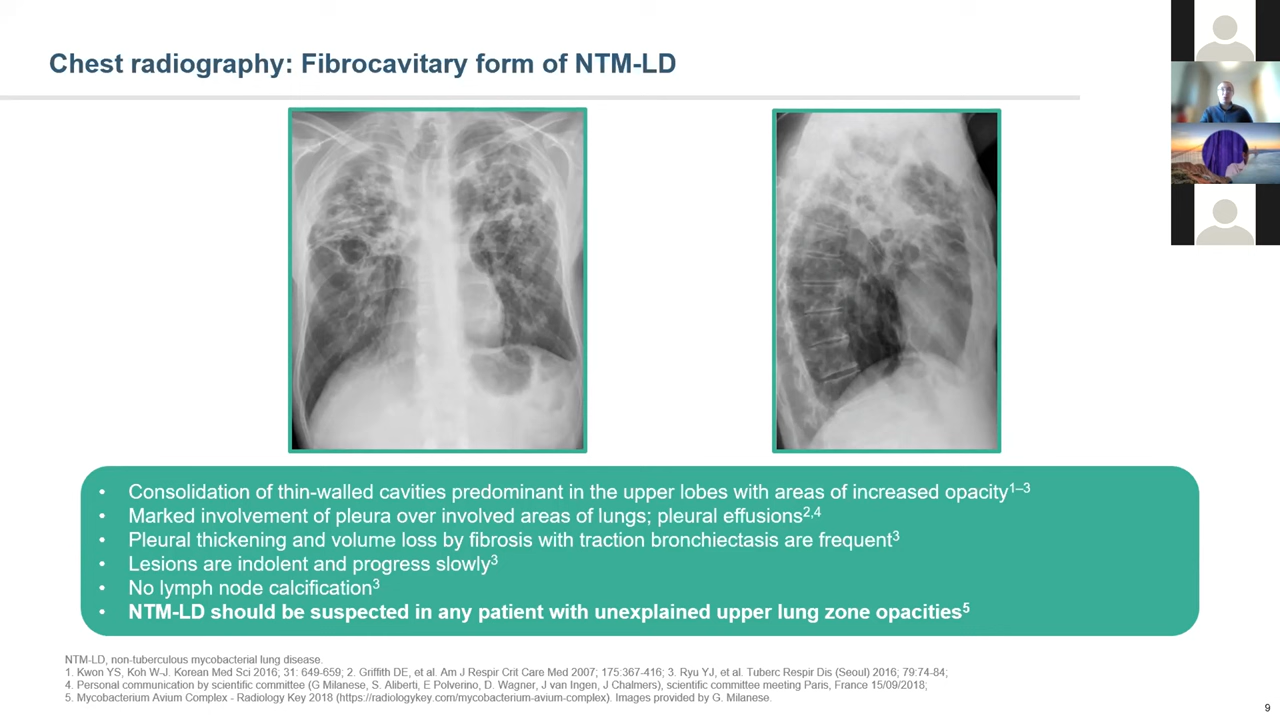 Chest radiography: Fibrocavitary form of NTM-LD
• Consolidation of thin-walled cavities predominant in the upper lobes with areas of increased opacity1–3
• Marked involvement of pleura over involved areas of lungs; pleural effusions2,4
• Pleural thickening and volume loss by fibrosis with traction bronchiectasis are frequent3
• Lesions are indolent and progress slowly3
• No lymph node calcification3
• NTM-LD should be suspected in any patient with unexplained upper lung zone opacities5
NTM-LD, non-tuberculous mycobacterial lung disease.
1. Kwon YS, Koh W-J. Korean Med Sci 2016; 31: 649-659; 2. Griffith DE, et al. Am J Respir Crit Care Med 2007; 175:367-416; 3. Ryu YJ, et al. Tuberc Respir Dis (Seoul) 2016; 79:74-84;
4. Personal communication by scientific committee (G Milanese, S. Aliberti, E Polverino, D. Wagner, J van Ingen, J Chalmers), scientific committee meeting Paris, France 15/09/2018;
5. Mycobacterium Avium Complex - Radiology Key 2018 (https://radiologykey.com/mycobacterium-avium-complex). Images provided by G. Milanese.
9